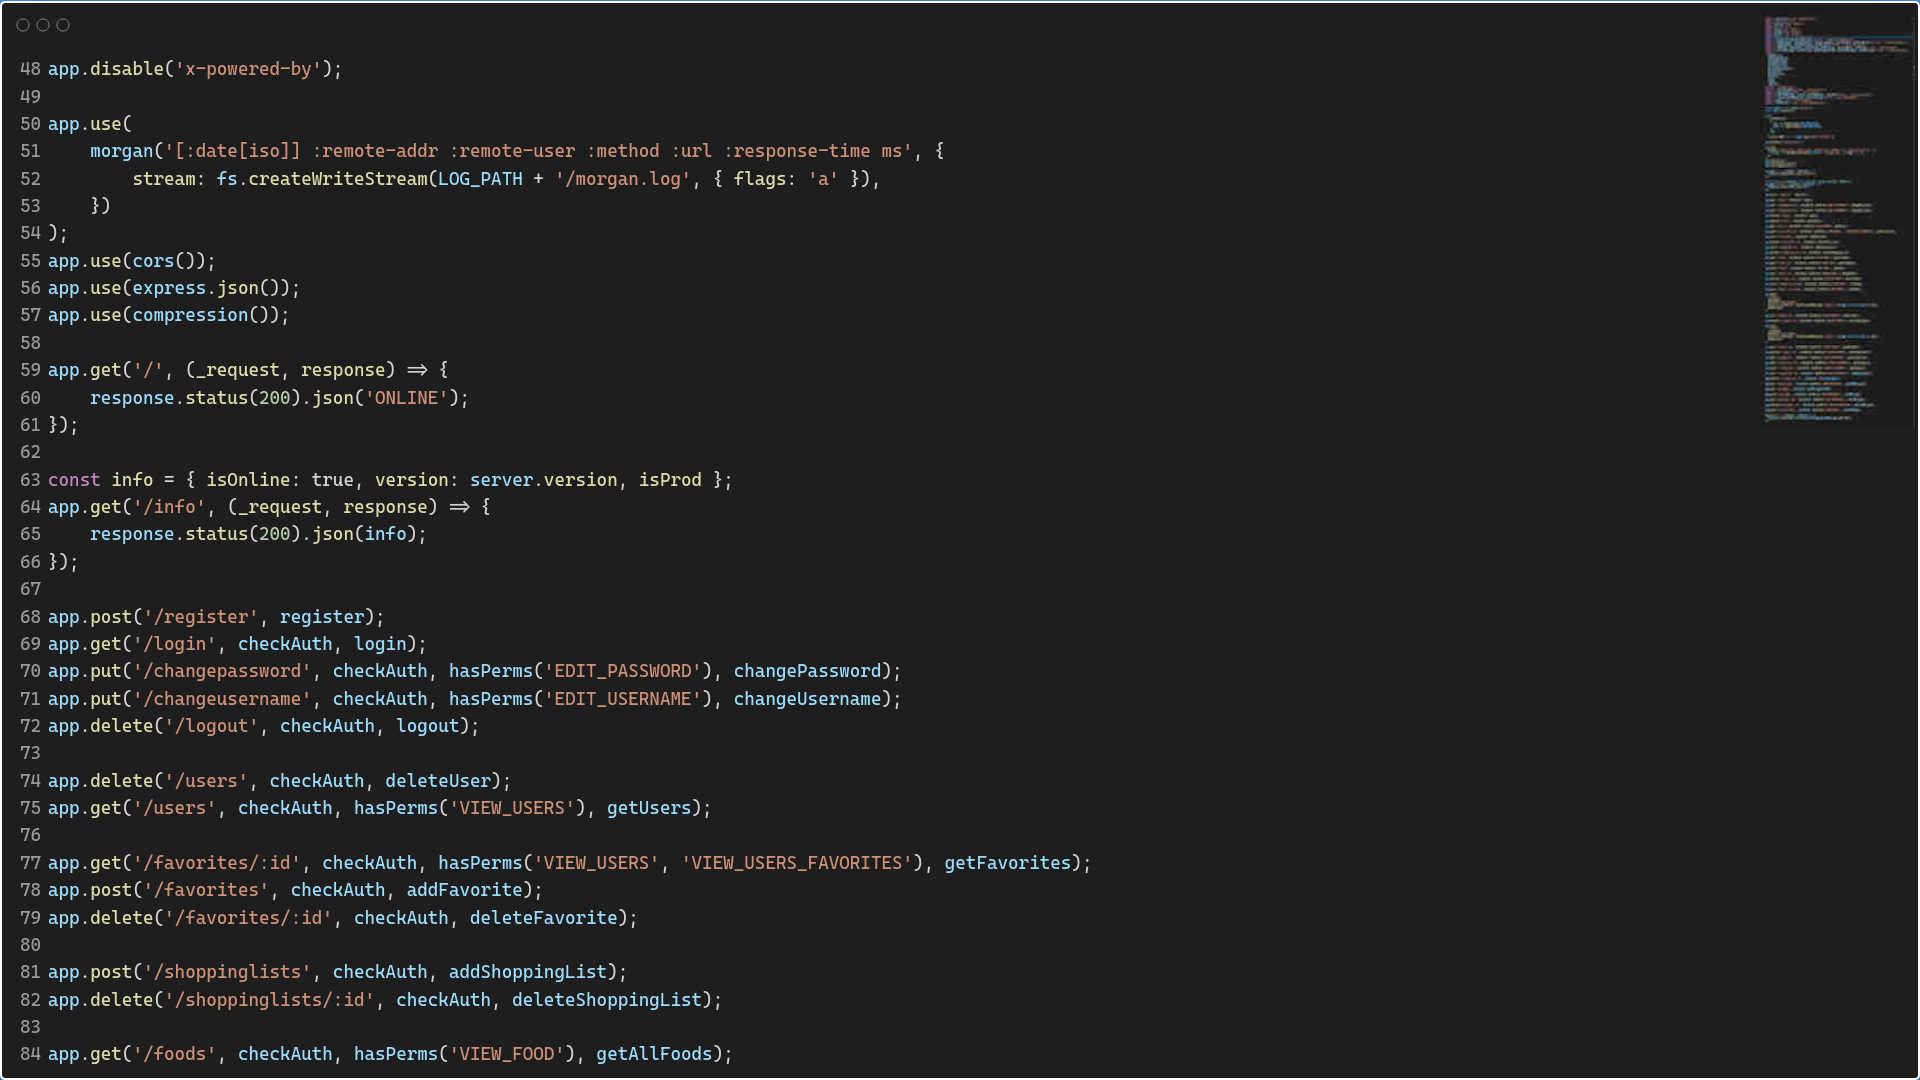 48 app.disable('x-powered-by');
49
50 app.use(
51     morgan('[:date[iso]] :remote-addr :remote-user :method :url :response-time ms', {
52         stream: fs.createWriteStream(LOG_PATH + '/morgan.log', { flags: 'a' }),
53     })
54 );
55 app.use(cors());
56 app.use(express.json());
57 app.use(compression());
58
59 app.get('/', (_request, response) => {
60     response.status(200).json('ONLINE');
61 });
62
63 const info = { isOnline: true, version: server.version, isProd };
64 app.get('/info', (_request, response) => {
65     response.status(200).json(info);
66 });
67
68 app.post('/register', register);
69 app.get('/login', checkAuth, login);
70 app.put('/changepassword', checkAuth, hasPerms('EDIT_PASSWORD'), changePassword);
71 app.put('/changeusername', checkAuth, hasPerms('EDIT_USERNAME'), changeUsername);
72 app.delete('/logout', checkAuth, logout);
73
74 app.delete('/users', checkAuth, deleteUser);
75 app.get('/users', checkAuth, hasPerms('VIEW_USERS'), getUsers);
76
77 app.get('/favorites/:id', checkAuth, hasPerms('VIEW_USERS', 'VIEW_USERS_FAVORITES'), getFavorites);
78 app.post('/favorites', checkAuth, addFavorite);
79 app.delete('/favorites/:id', checkAuth, deleteFavorite);
80
81 app.post('/shoppinglists', checkAuth, addShoppingList);
82 app.delete('/shoppinglists/:id', checkAuth, deleteShoppingList);
83
84 app.get('/foods', checkAuth, hasPerms('VIEW_FOOD'), getAllFoods);